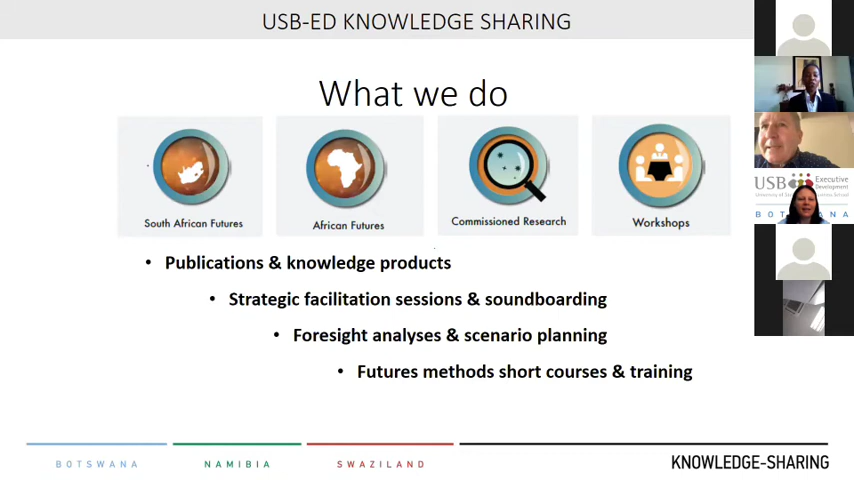 USB-ED KNOWLEDGE SHARING
What we do
South African Futures
African Futures
Commissioned Research
Workshops
• Publications & knowledge products
• Strategic facilitation sessions & soundboarding
• Foresight analyses & scenario planning
• Futures methods short courses & training
BOTSWANA
NAMIBIA
SWAZILAND
KNOWLEDGE-SHARING
USB
Executive
Development